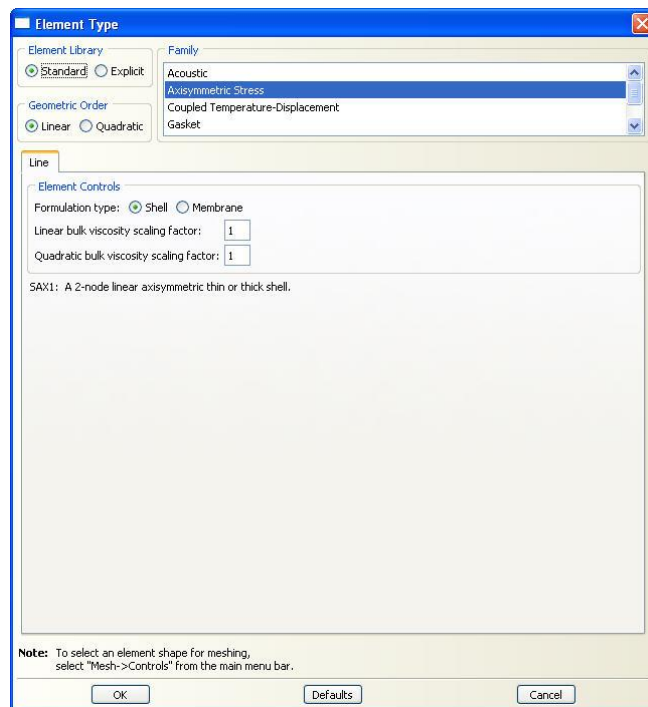 Element Type
Element Library
Standard Explicit
Family
Acoustic
Axisymmetric Stress
Coupled Temperature-Displacement
Gasket
Geometric Order
Linear Quadratic
Line
Element Controls
Formulation type: Shell Membrane
Linear bulk viscosity scaling factor: 1
Quadratic bulk viscosity scaling factor: 1
SAX1: A 2-node linear axisymmetric thin or thick shell.
Note: To select an element shape for meshing,
select "Mesh->Controls" from the main menu bar.
OK Defaults Cancel